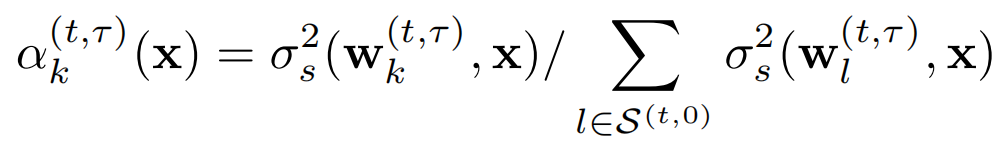 α_k^{(t,τ)}(𝐱) = σ_s^2(𝐰_k^{(t,τ)}, 𝐱)/ ∑_{l∈𝒮^{(t,0)}} σ_s^2(𝐰_l^{(t,τ)}, 𝐱)